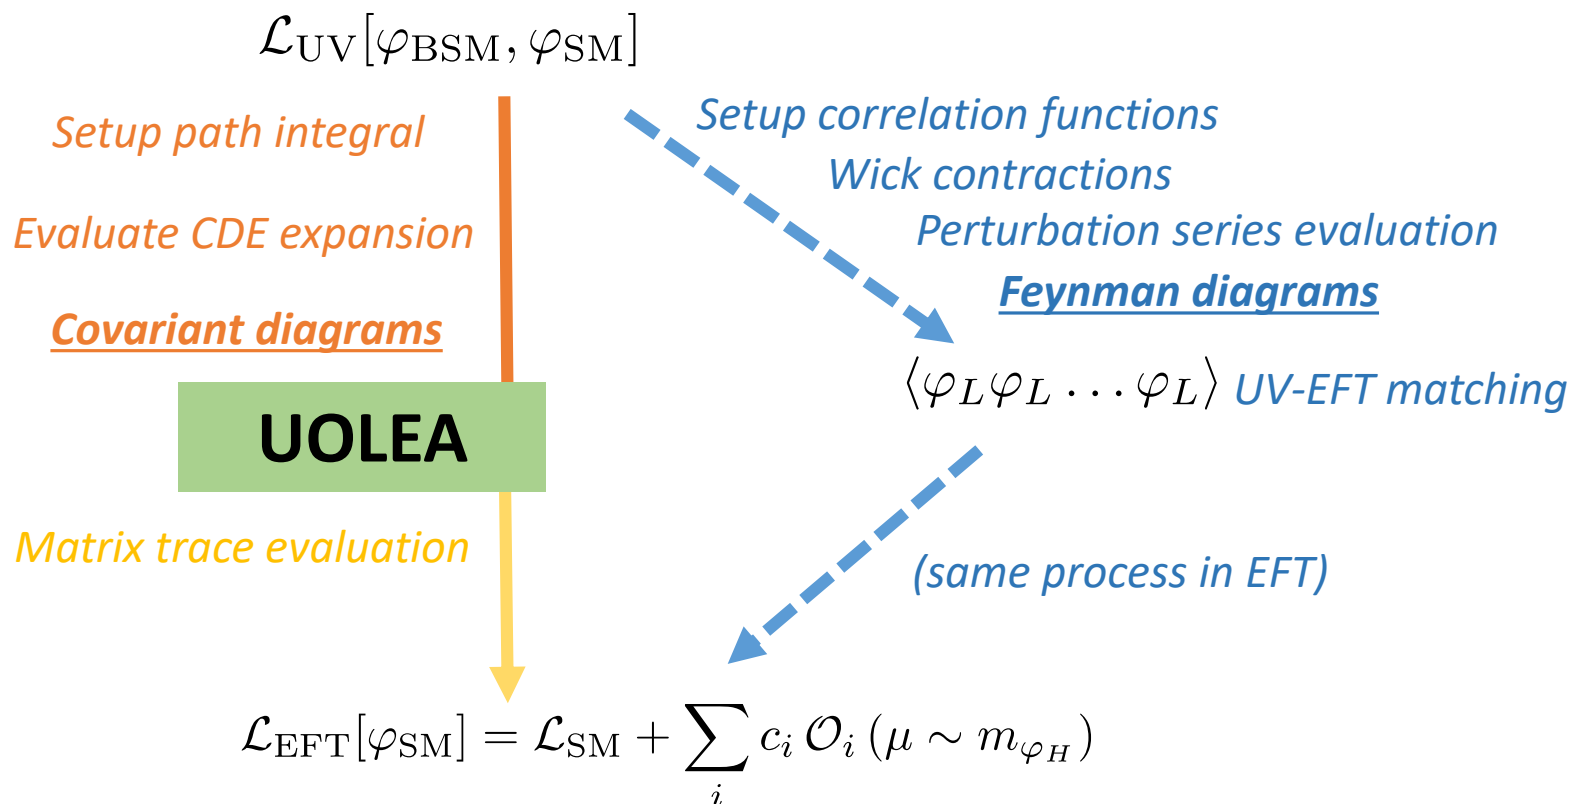 ℒ_UV[φ_BSM, φ_SM]
Setup path integral
Evaluate CDE expansion
Covariant diagrams
UOLEA
Matrix trace evaluation
Setup correlation functions
Wick contractions
Perturbation series evaluation
Feynman diagrams
⟨φ_L φ_L … φ_L⟩ UV-EFT matching
(same process in EFT)
ℒ_EFT[φ_SM] = ℒ_SM + ∑_i c_i 𝒪_i (μ ∼ m_φ_H)